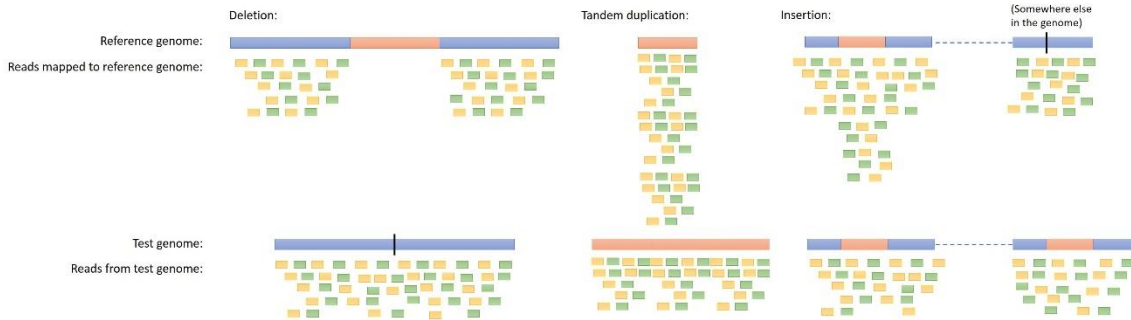 Deletion:
Tandem duplication:
Insertion:
(Somewhere else
in the genome)
Reference genome:
Reads mapped to reference genome:
Test genome:
Reads from test genome: